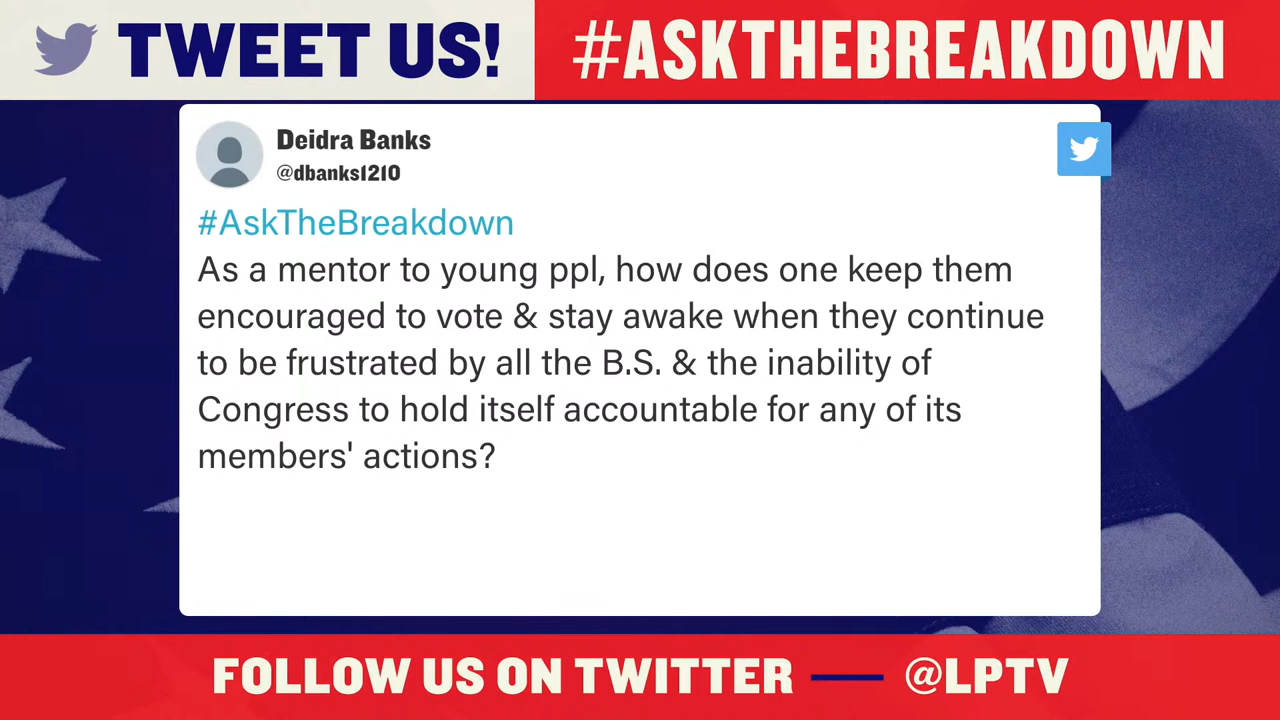 TWEET US!
#ASKTHEBREAKDOWN
Deidra Banks
@dbanks1210
#AskTheBreakdown
As a mentor to young ppl, how does one keep them
encouraged to vote & stay awake when they continue
to be frustrated by all the B.S. & the inability of
Congress to hold itself accountable for any of its
members' actions?
FOLLOW US ON TWITTER — @LPTV